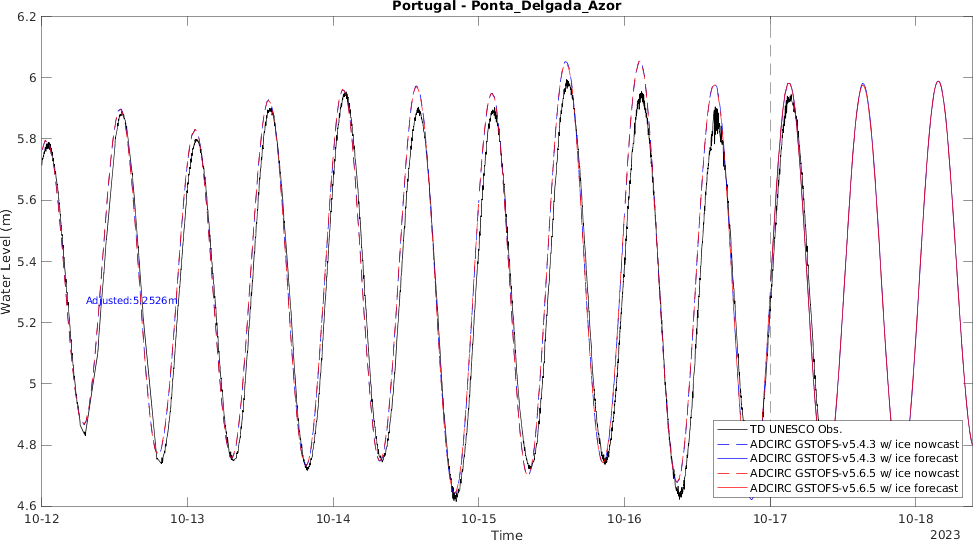 Portugal - Ponta_Delgada_Azor
6.2
6
5.8
5.6
5.4
5.2
5
4.8
4.6
Water Level (m)
Adjusted:5.2526m
TD UNESCO Obs.
ADCIRC GSTOFS-v5.4.3 w/ ice nowcast
ADCIRC GSTOFS-v5.4.3 w/ ice forecast
ADCIRC GSTOFS-v5.6.5 w/ ice nowcast
ADCIRC GSTOFS-v5.6.5 w/ ice forecast
10-12 10-13 10-14 10-15 10-16 10-17 10-18
Time
2023